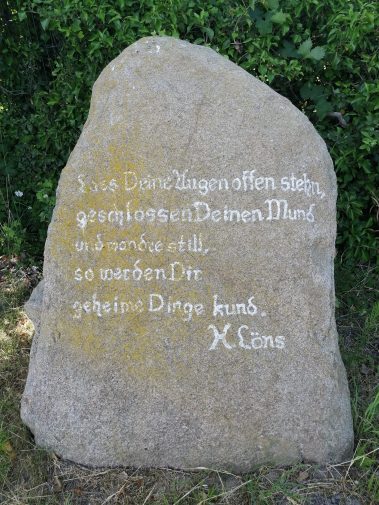 Lass Deine Augen offen stehn,
geschlossen Deinen Mund
und wandre still,
so werden Dir
geheime Dinge kund.
H. Löns